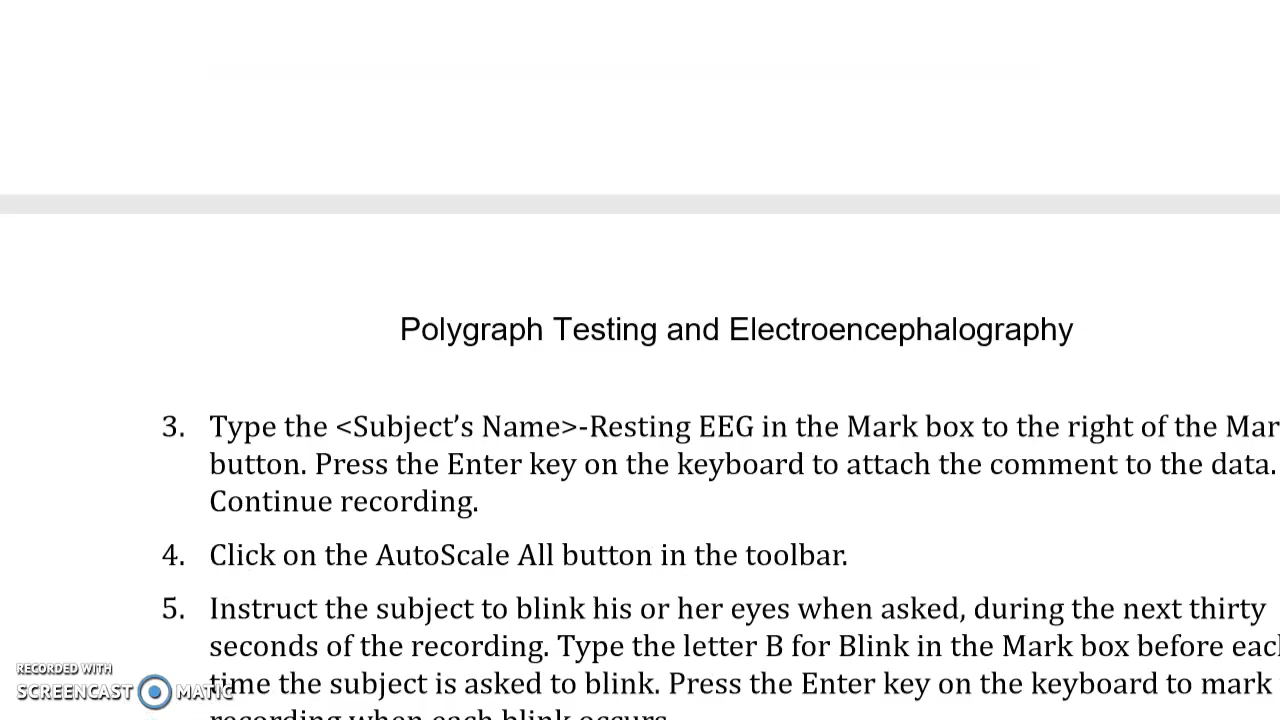 Polygraph Testing and Electroencephalography
3. Type the <Subject’s Name>-Resting EEG in the Mark box to the right of the Mar
button. Press the Enter key on the keyboard to attach the comment to the data.
Continue recording.
4. Click on the AutoScale All button in the toolbar.
5. Instruct the subject to blink his or her eyes when asked, during the next thirty
seconds of the recording. Type the letter B for Blink in the Mark box before eac
time the subject is asked to blink. Press the Enter key on the keyboard to mark
recording when each blink occurs.
RECORDED WITH
SCREENCAST MATIC